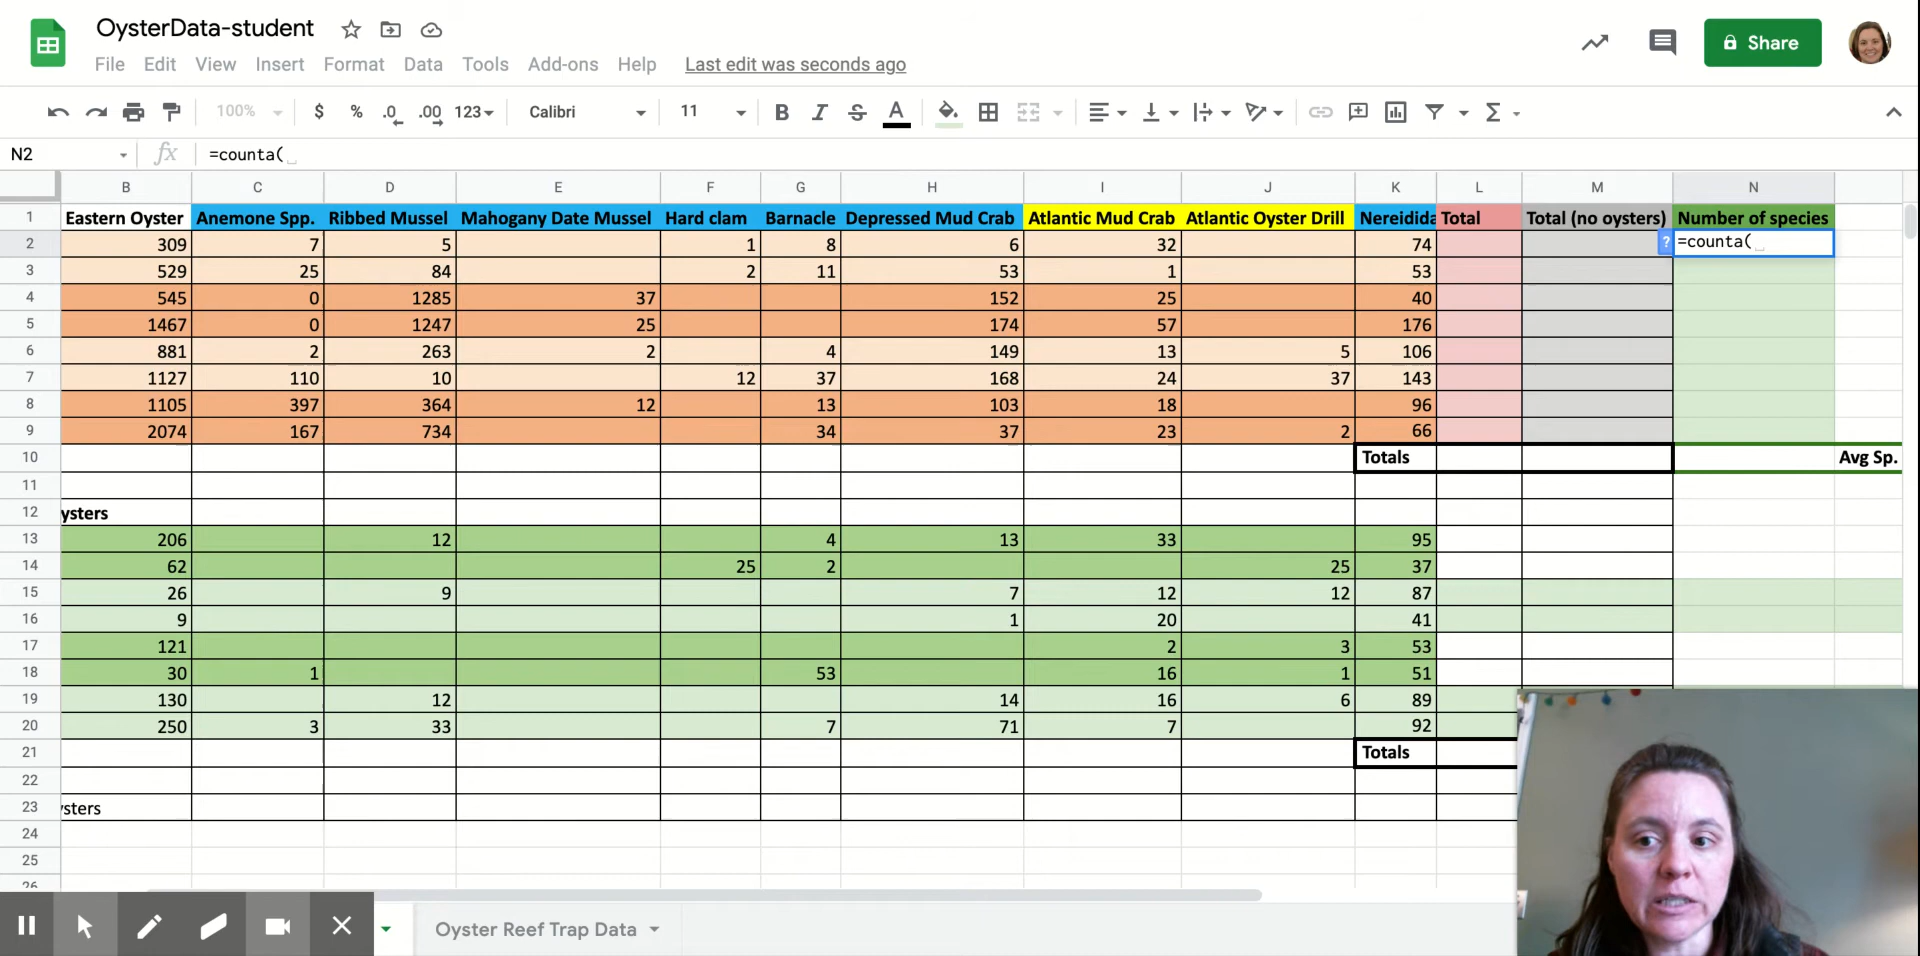 OysterData-student
File Edit View Insert Format Data Tools Add-ons Help Last edit was seconds ago
Share
100% $ % .0 .00 123 Calibri 11 B I S A Σ
N2 fx =counta(
B C D E F G H I J K L M N
1 Eastern Oyster Anemone Spp. Ribbed Mussel Mahogany Date Mussel Hard clam Barnacle Depressed Mud Crab Atlantic Mud Crab Atlantic Oyster Drill Nereidida Total Total (no oysters) Number of species
2 309 7 5 1 8 6 32 74 ? =counta(
3 529 25 84 2 11 53 1 53
4 545 0 1285 37 152 25 40
5 1467 0 1247 25 174 57 176
6 881 2 263 2 4 149 13 5 106
7 1127 110 10 12 37 168 24 37 143
8 1105 397 364 12 13 103 18 96
9 2074 167 734 34 37 23 2 66
10 Totals Avg Sp.
11
12 ysters
13 206 12 4 13 33 95
14 62 25 2 25 37
15 26 9 7 12 12 87
16 9 1 20 41
17 121 2 3 53
18 30 1 53 16 1 51
19 130 12 14 16 6 89
20 250 3 33 7 71 7 92
21 Totals
22
23 sters
24
25
26
Oyster Reef Trap Data